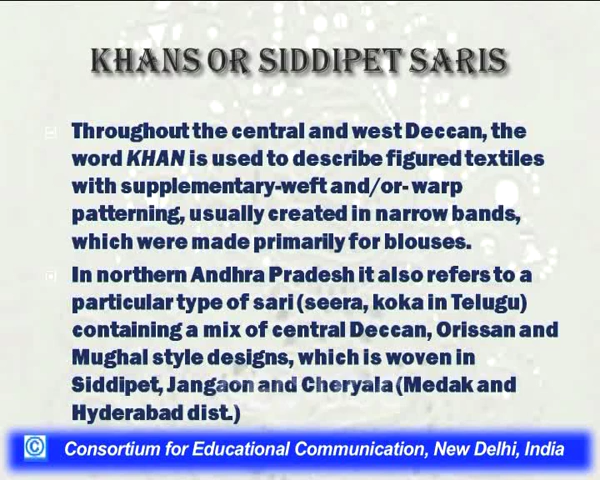 KHANS OR SIDDIPET SARIS
Throughout the central and west Deccan, the
word KHAN is used to describe figured textiles
with supplementary-weft and/or- warp
patterning, usually created in narrow bands,
which were made primarily for blouses.
In northern Andhra Pradesh it also refers to a
particular type of sari (seera, koka in Telugu)
containing a mix of central Deccan, Orissan and
Mughal style designs, which is woven in
Siddipet, Jangaon and Cheryala (Medak and
Hyderabad dist.)
© Consortium for Educational Communication, New Delhi, India